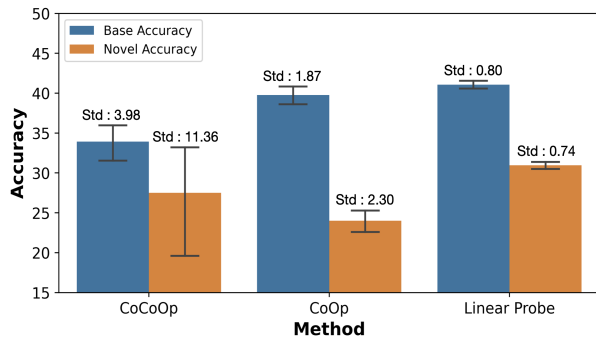 50
45
40
35
30
25
20
15
Accuracy
Base Accuracy
Novel Accuracy
Std : 3.98
Std : 11.36
Std : 1.87
Std : 2.30
Std : 0.80
Std : 0.74
CoCoOp
CoOp
Linear Probe
Method